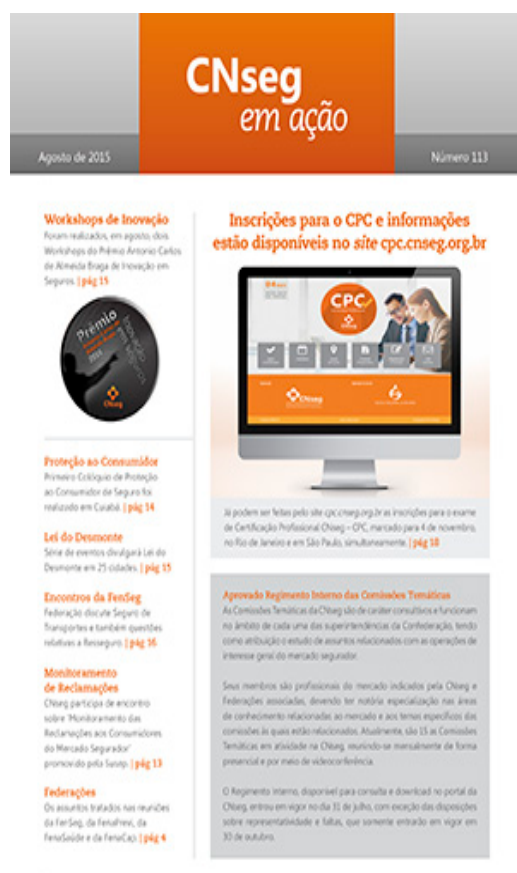 CNseg
em ação
Agosto de 2015
Número 113
Workshops de Inovação
Foram realizados, em agosto, dois
Workshops do Prêmio Antonio Carlos
de Almeida Braga de Inovação em
Seguros. | pág 15
Prêmio
Inovação
em seguros
CNseg
Proteção ao Consumidor
Primeiro Colóquio de Proteção
ao Consumidor de Seguro foi
realizado em Cuiabá. | pág 14
Lei do Desmonte
Série de eventos divulgará Lei do
Desmonte em 25 cidades. | pág 15
Encontros da FenSeg
Federação discute Seguro de
Transportes e também questões
relativas a Resseguro. | pág 16
Monitoramento
de Reclamações
CNseg participa de encontro
sobre 'Monitoramento das
Reclamações aos Consumidores
do Mercado Segurador'
promovido pela Susep. | pág 13
Federações
Os assuntos tratados nas reuniões
da FenSeg, da FenaPrevi, da
FenaSaúde e da FenaCap. | pág 4
Inscrições para o CPC e informações
estão disponíveis no site cpc.cnseg.org.br
CPC
CNseg
Já podem ser feitas pelo site cpc.cnseg.org.br as inscrições para o exame
de Certificação Profissional CNseg – CPC, marcado para 4 de novembro,
no Rio de Janeiro e em São Paulo, simultaneamente. | pág 18
Aprovado Regimento Interno das Comissões Temáticas
As Comissões Temáticas da CNseg são de caráter consultivo e funcionam
no âmbito de cada uma das superintendências da Confederação, tendo
como atribuição o estudo de assuntos relacionados com as operações de
interesse geral do mercado segurador.
Seus membros são profissionais do mercado indicados pela CNseg e
Federações associadas, devendo ter notória especialização nas áreas
de conhecimento relacionadas ao mercado e aos temas específicos das
comissões às quais estão relacionados. Atualmente, são 15 as Comissões
Temáticas em atividade na CNseg, reunindo-se mensalmente de forma
presencial e por meio de videoconferência.
O Regimento Interno, disponível para consulta e download no portal da
CNseg, entrou em vigor no dia 31 de julho, com exceção das disposições
sobre representatividade e faltas, que somente entrarão em vigor em
30 de outubro.